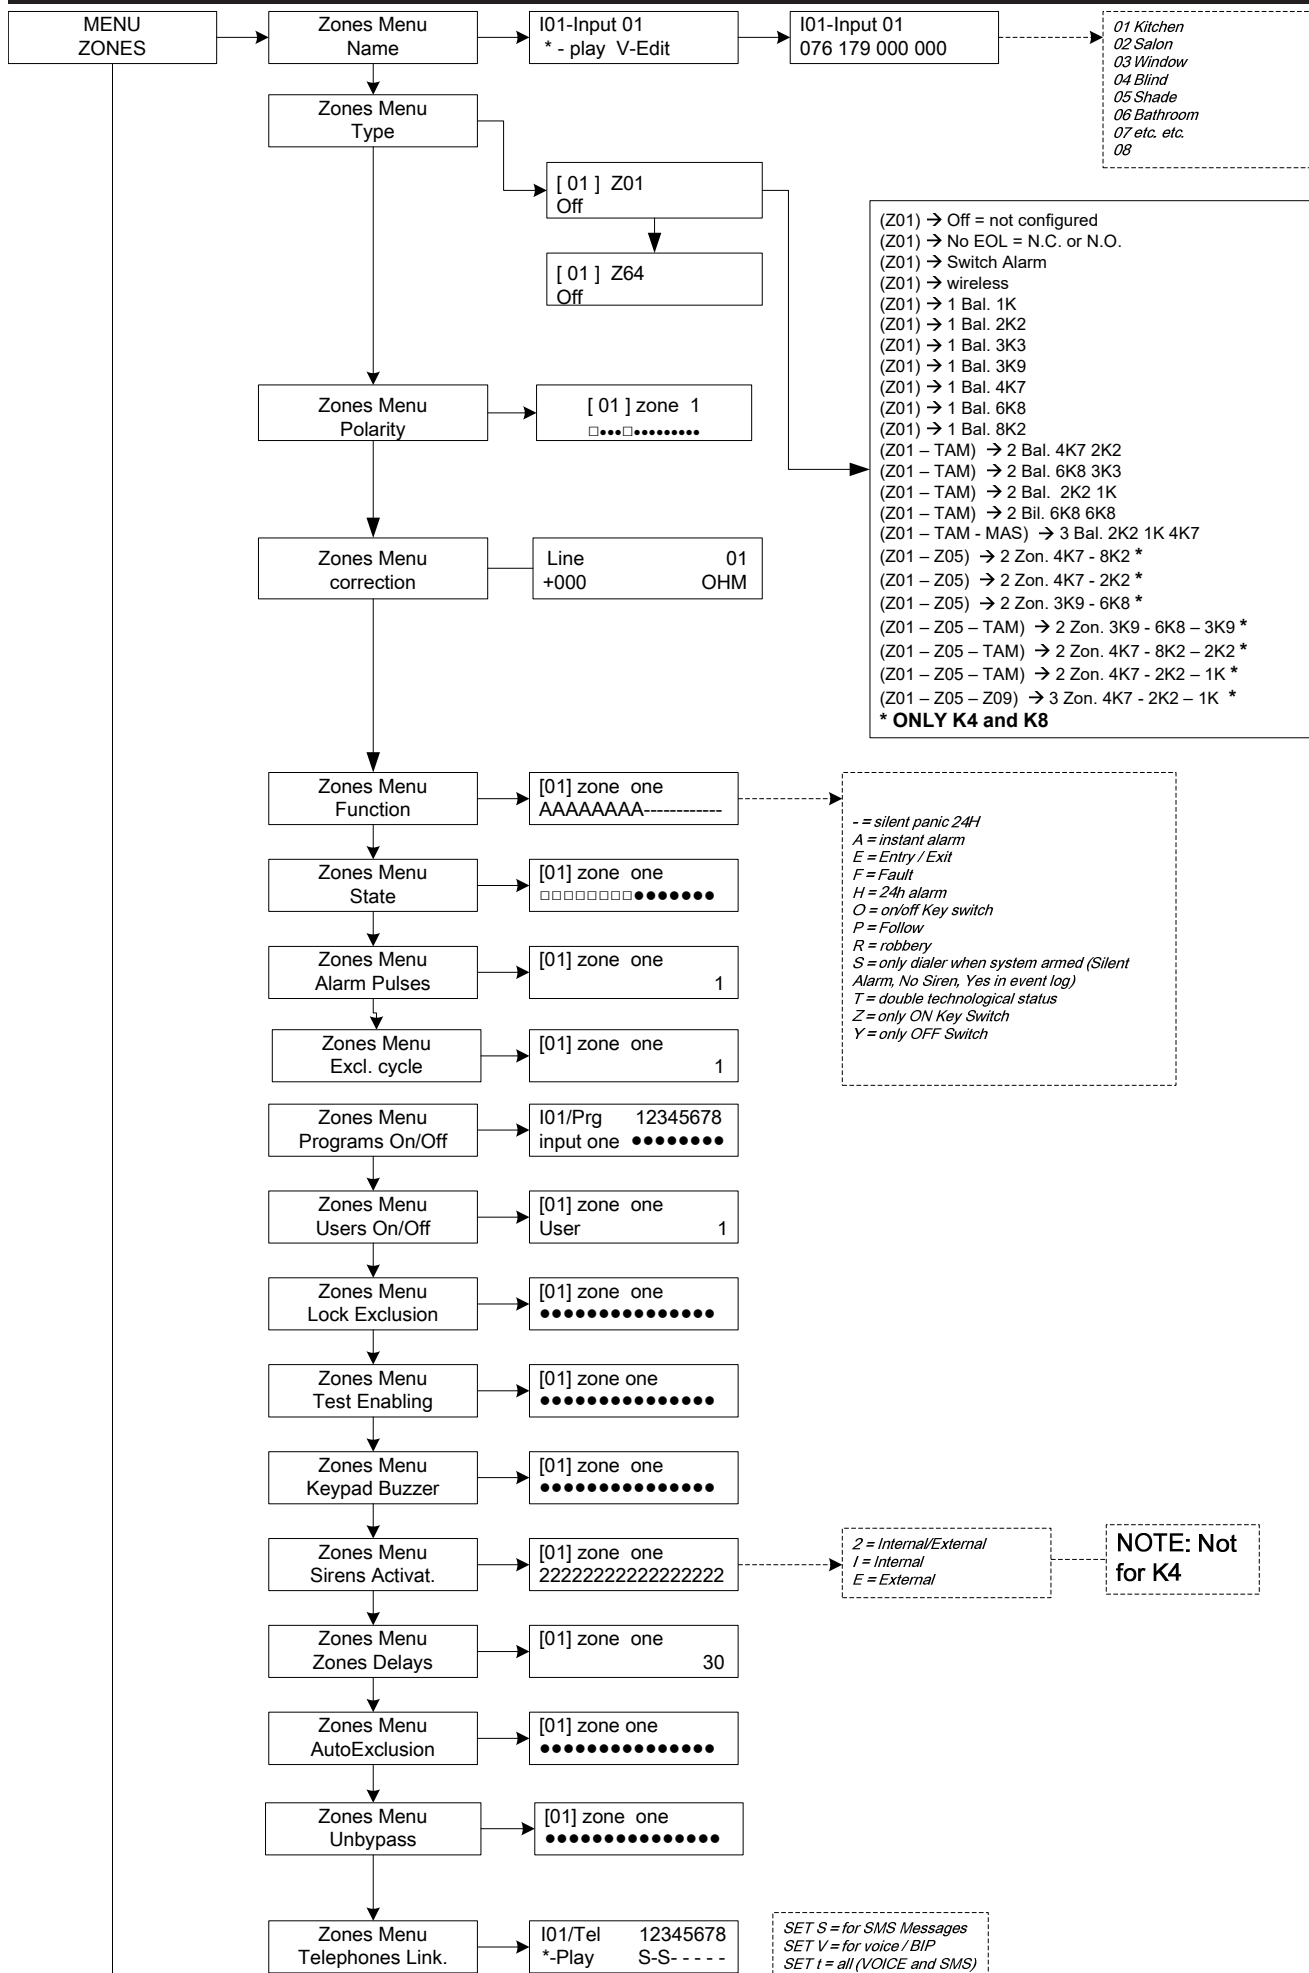 MENU
ZONES
Zones Menu
Name
I01-Input 01
* - play  V-Edit
I01-Input 01
076 179 000 000
01 Kitchen
02 Salon
03 Window
04 Blind
05 Shade
06 Bathroom
07 etc. etc.
08
Zones Menu
Type
[ 01 ]  Z01
Off
[ 01 ]  Z64
Off
(Z01) → Off = not configured
(Z01) → No EOL = N.C. or N.O.
(Z01) → Switch Alarm
(Z01) → wireless
(Z01) → 1 Bal. 1K
(Z01) → 1 Bal. 2K2
(Z01) → 1 Bal. 3K3
(Z01) → 1 Bal. 3K9
(Z01) → 1 Bal. 4K7
(Z01) → 1 Bal. 6K8
(Z01) → 1 Bal. 8K2
(Z01 – TAM) → 2 Bal. 4K7 2K2
(Z01 – TAM) → 2 Bal. 6K8 3K3
(Z01 – TAM) → 2 Bal.  2K2 1K
(Z01 – TAM) → 2 Bil. 6K8 6K8
(Z01 – TAM - MAS) → 3 Bal. 2K2 1K 4K7
(Z01 – Z05) → 2 Zon. 4K7 - 8K2 *
(Z01 – Z05) → 2 Zon. 4K7 - 2K2 *
(Z01 – Z05) → 2 Zon. 3K9 - 6K8 *
(Z01 – Z05 – TAM) → 2 Zon. 3K9 - 6K8 – 3K9 *
(Z01 – Z05 – TAM) → 2 Zon. 4K7 - 8K2 – 2K2 *
(Z01 – Z05 – TAM) → 2 Zon. 4K7 - 2K2 – 1K *
(Z01 – Z05 – Z09) → 3 Zon. 4K7 - 2K2 – 1K  *
* ONLY K4 and K8
Zones Menu
Polarity
[ 01 ] zone  1
□•••□•••••••••
Zones Menu
correction
Line 01
+000 OHM
Zones Menu
Function
[01] zone  one
AAAAAAAA------------
- = silent panic 24H
A = instant alarm
E = Entry / Exit
F = Fault
H = 24h alarm
O = on/off Key switch
P = Follow
R = robbery
S = only dialer when system armed (Silent
Alarm, No Siren, Yes in event log)
T = double technological status
Z = only ON Key Switch
Y = only OFF Switch
Zones Menu
State
[01] zone  one
□□□□□□□□●●●●●●●
Zones Menu
Alarm Pulses
[01] zone  one
1
Zones Menu
Excl. cycle
[01] zone  one
1
Zones Menu
Programs On/Off
I01/Prg 12345678
input one ●●●●●●●●
Zones Menu
Users On/Off
[01] zone  one
User 1
Zones Menu
Lock Exclusion
[01] zone  one
●●●●●●●●●●●●●●●
Zones Menu
Test Enabling
[01] zone one
●●●●●●●●●●●●●●●
Zones Menu
Keypad Buzzer
[01] zone  one
●●●●●●●●●●●●●●●
Zones Menu
Sirens Activat.
[01] zone  one
2222222222222222
2 = Internal/External
I = Internal
E = External
NOTE: Not
for K4
Zones Menu
Zones Delays
[01] zone  one
30
Zones Menu
AutoExclusion
[01] zone one
●●●●●●●●●●●●●●●
Zones Menu
Unbypass
[01] zone  one
●●●●●●●●●●●●●●●
Zones Menu
Telephones Link.
I01/Tel 12345678
*-Play S-S- - - - -
SET S = for SMS Messages
SET V = for voice / BIP
SET t = all (VOICE and SMS)